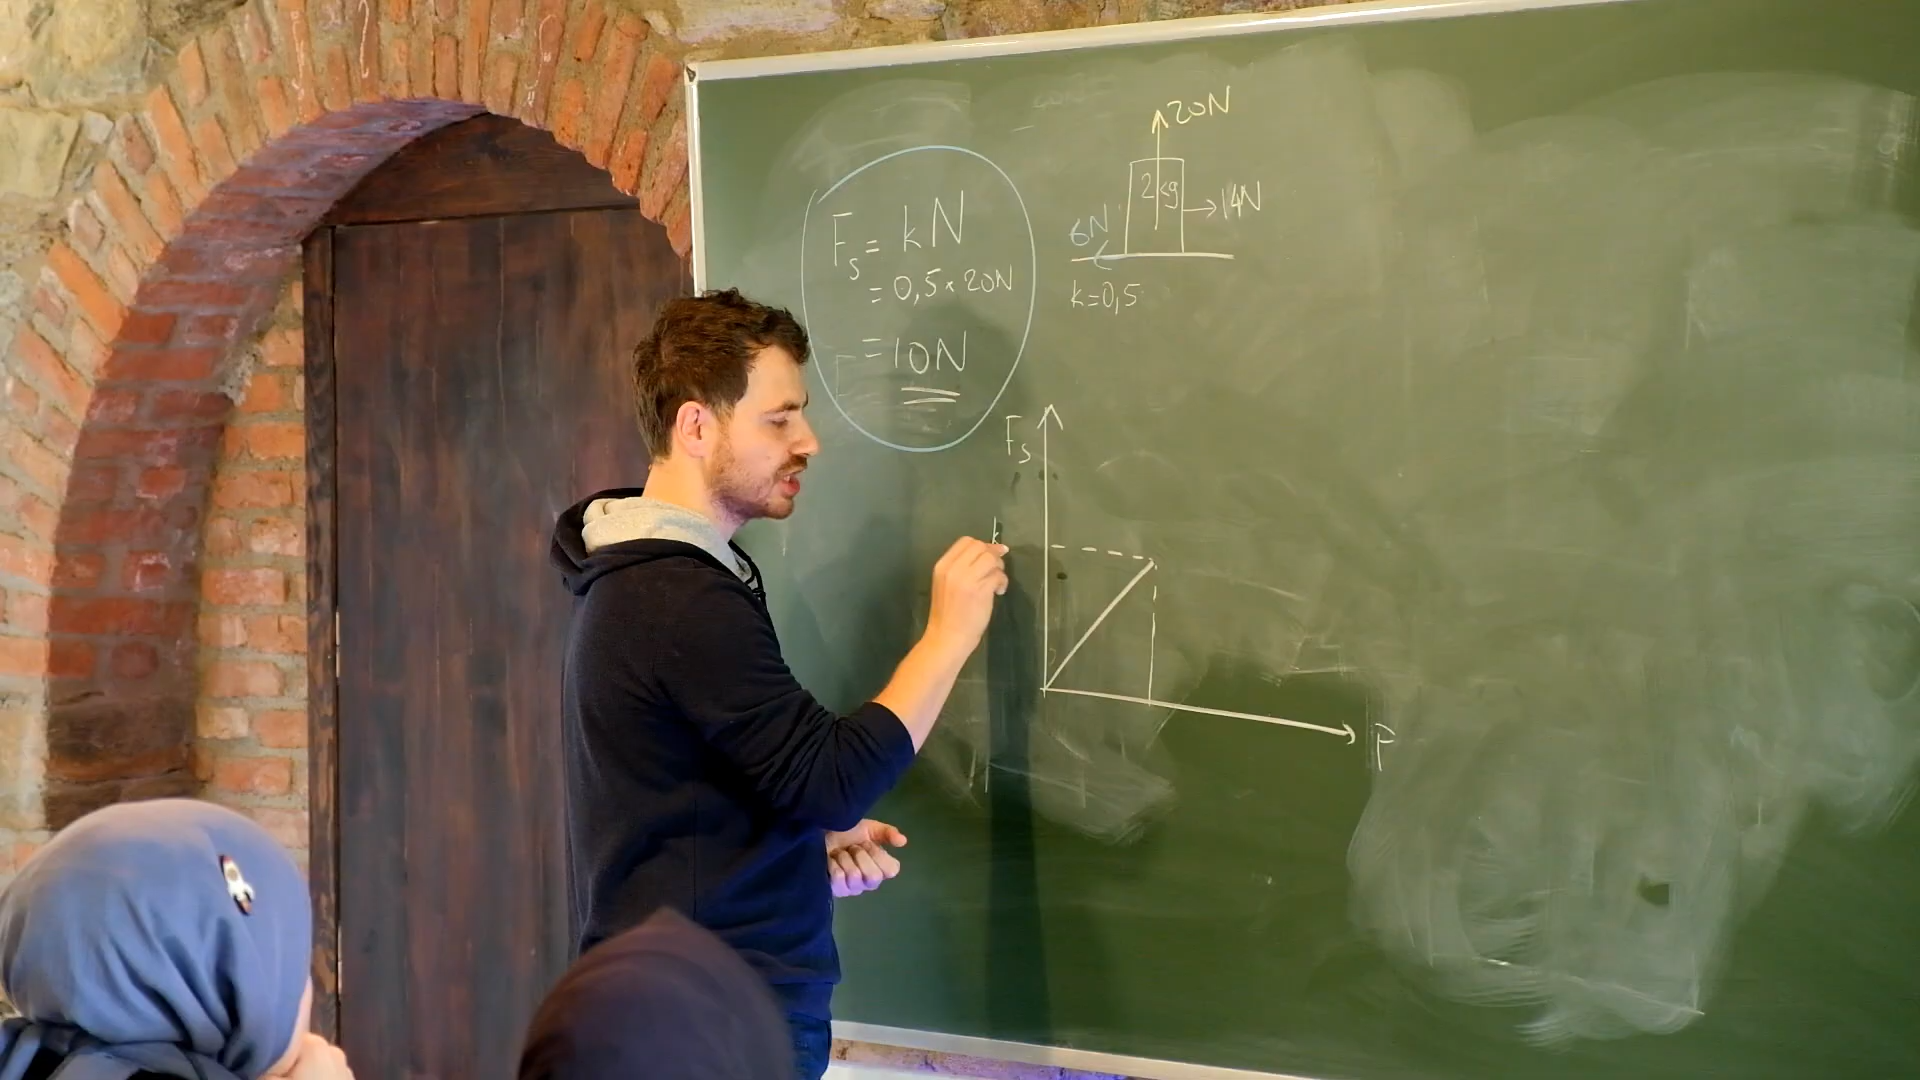 Fs = kN
= 0,5 × 20N
= 10N
20N
2kg
14N
6N
k=0,5
Fs
k
P